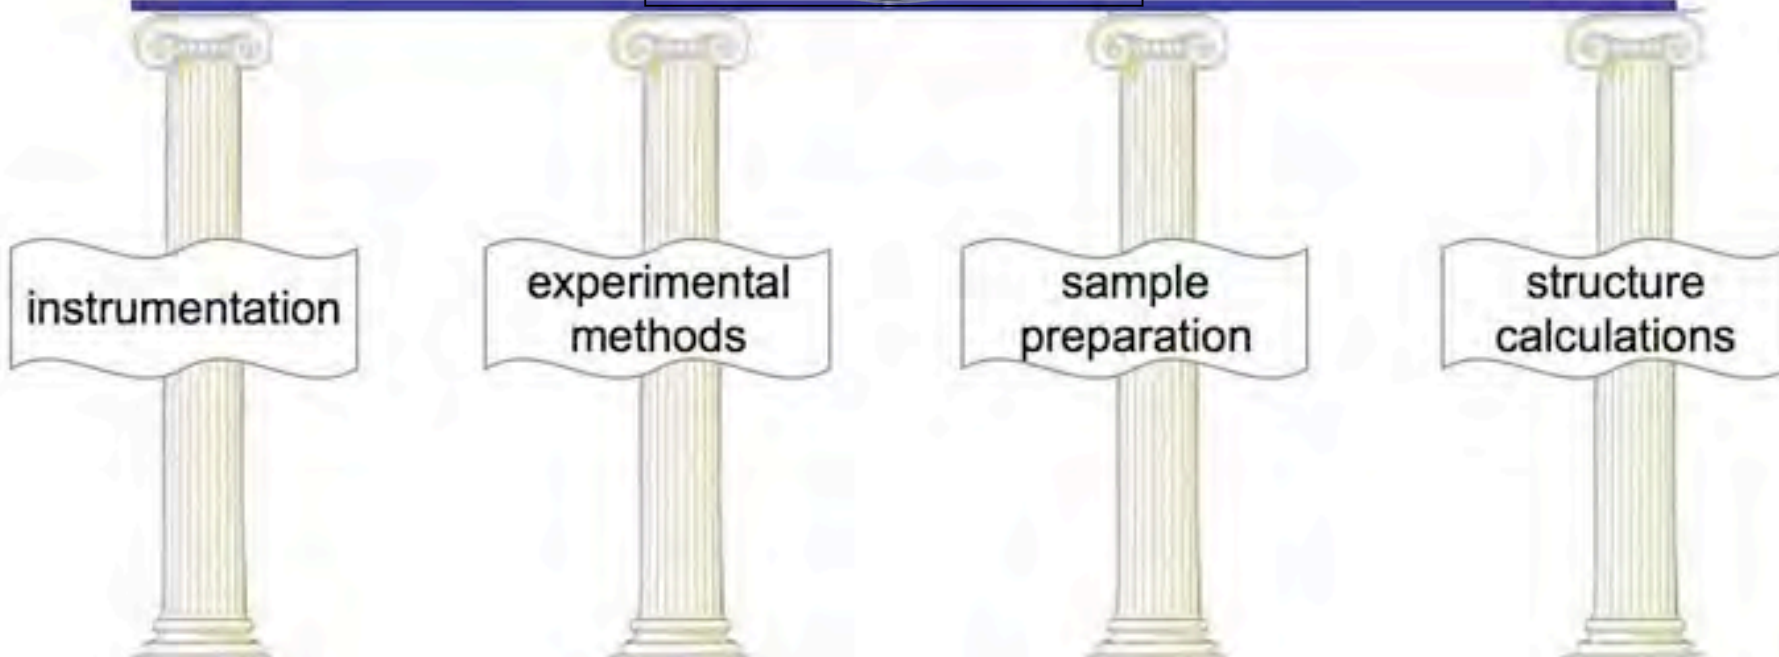 instrumentation
experimental
methods
sample
preparation
structure
calculations